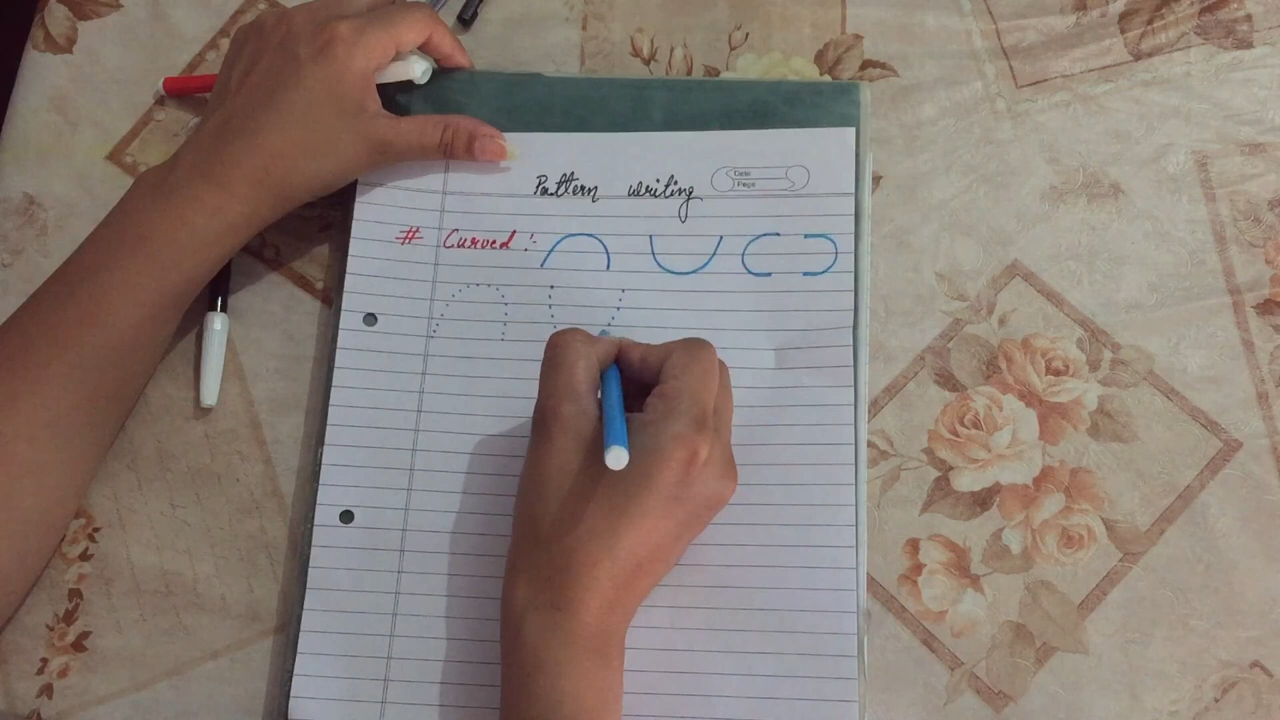 Date
Page
Pattern writing
# Curved :-